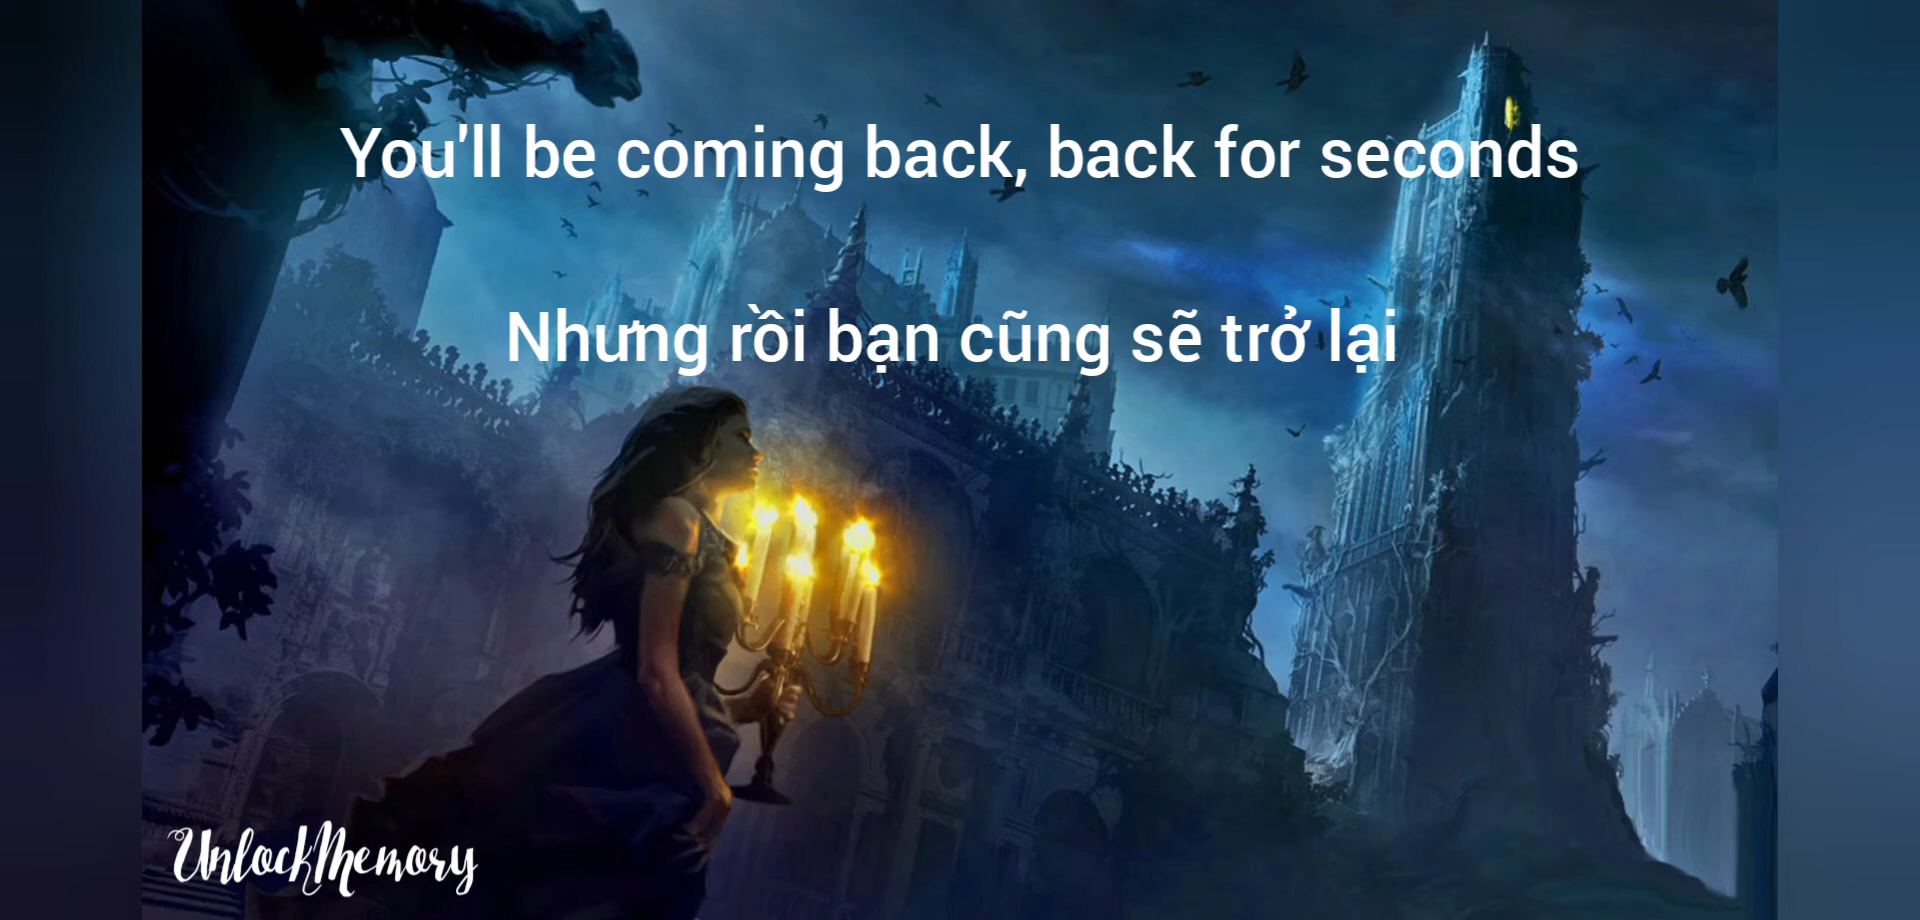 You'll be coming back, back for seconds
Nhưng rồi bạn cũng sẽ trở lại
UnlockMemory